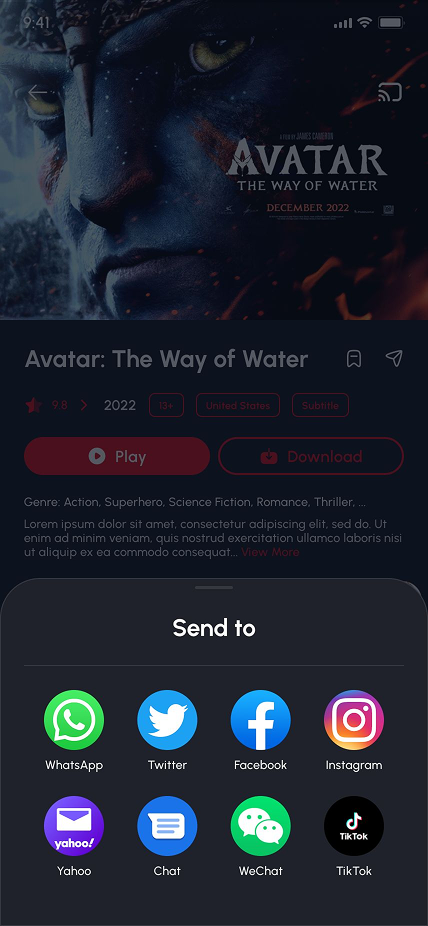 9:41
A FILM BY JAMES CAMERON
AVATAR
THE WAY OF WATER
DECEMBER 2022
Avatar: The Way of Water
9.8 2022 13+ United States Subtitle
Play Download
Genre: Action, Superhero, Science Fiction, Romance, Thriller, ...
Lorem ipsum dolor sit amet, consectetur adipiscing elit, sed do. Ut
enim ad minim veniam, quis nostrud exercitation ullamco laboris nisi
ut aliquip ex ea commodo consequat... View More
Send to
WhatsApp Twitter Facebook Instagram
yahoo! TikTok
Yahoo Chat WeChat TikTok